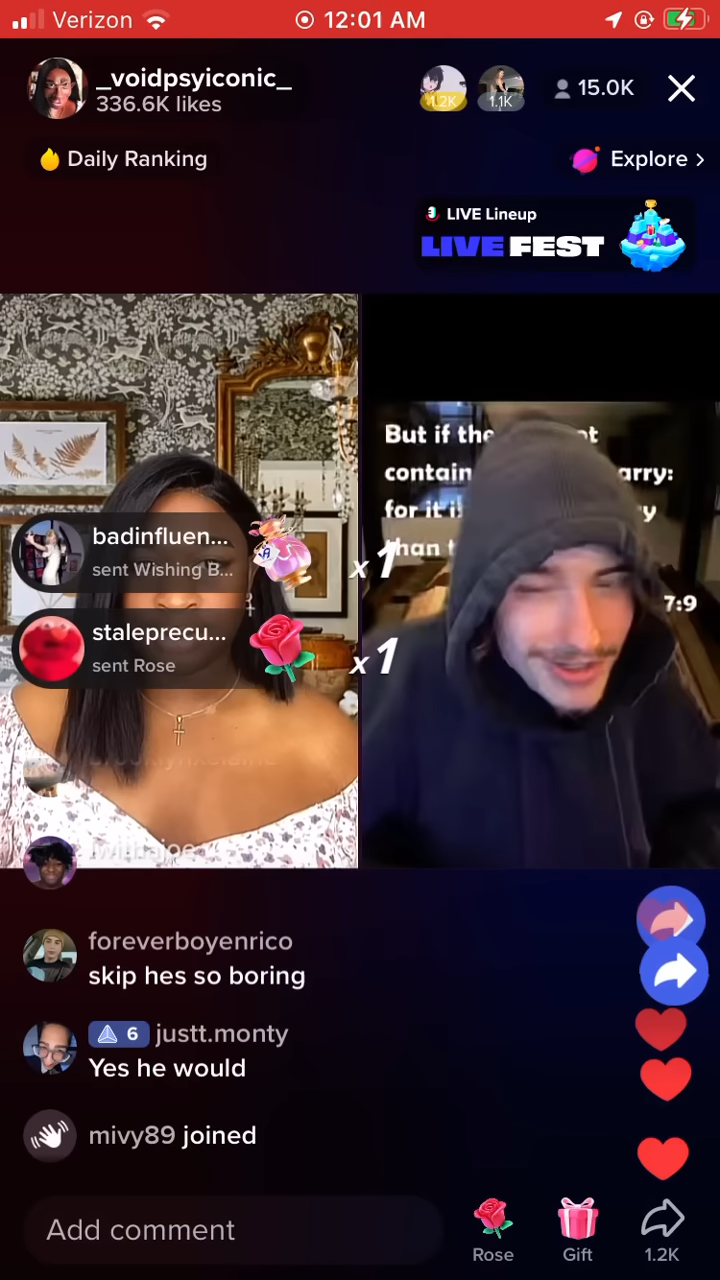 Verizon 12:01 AM
_voidpsyiconic_
336.6K likes
1.2K 1.1K 15.0K
Daily Ranking
Explore >
LIVE Lineup
LIVE FEST
But if the
contain arry:
for it is y
than t
7:9
badinfluen...
sent Wishing B...
x1
staleprecu...
sent Rose
x1
foreverboyenrico
skip hes so boring
6 justt.monty
Yes he would
mivy89 joined
Add comment
Rose Gift 1.2K